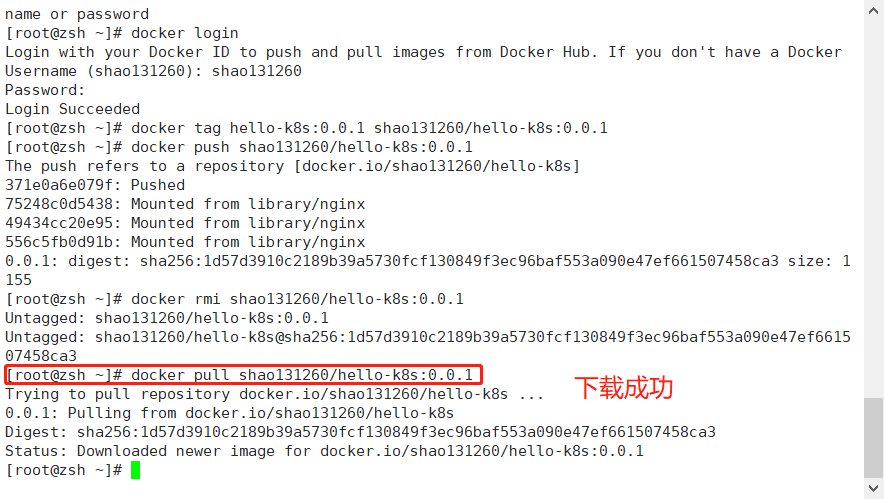 name or password
[root@zsh ~]# docker login
Login with your Docker ID to push and pull images from Docker Hub. If you don't have a Docker
Username (shao131260): shao131260
Password:
Login Succeeded
[root@zsh ~]# docker tag hello-k8s:0.0.1 shao131260/hello-k8s:0.0.1
[root@zsh ~]# docker push shao131260/hello-k8s:0.0.1
The push refers to a repository [docker.io/shao131260/hello-k8s]
371e0a6e079f: Pushed
75248c0d5438: Mounted from library/nginx
49434cc20e95: Mounted from library/nginx
556c5fb0d91b: Mounted from library/nginx
0.0.1: digest: sha256:1d57d3910c2189b39a5730fcf130849f3ec96baf553a090e47ef661507458ca3 size: 1
155
[root@zsh ~]# docker rmi shao131260/hello-k8s:0.0.1
Untagged: shao131260/hello-k8s:0.0.1
Untagged: shao131260/hello-k8s@sha256:1d57d3910c2189b39a5730fcf130849f3ec96baf553a090e47ef6615
07458ca3
[root@zsh ~]# docker pull shao131260/hello-k8s:0.0.1
Trying to pull repository docker.io/shao131260/hello-k8s ...
下载成功
0.0.1: Pulling from docker.io/shao131260/hello-k8s
Digest: sha256:1d57d3910c2189b39a5730fcf130849f3ec96baf553a090e47ef661507458ca3
Status: Downloaded newer image for docker.io/shao131260/hello-k8s:0.0.1
[root@zsh ~]#